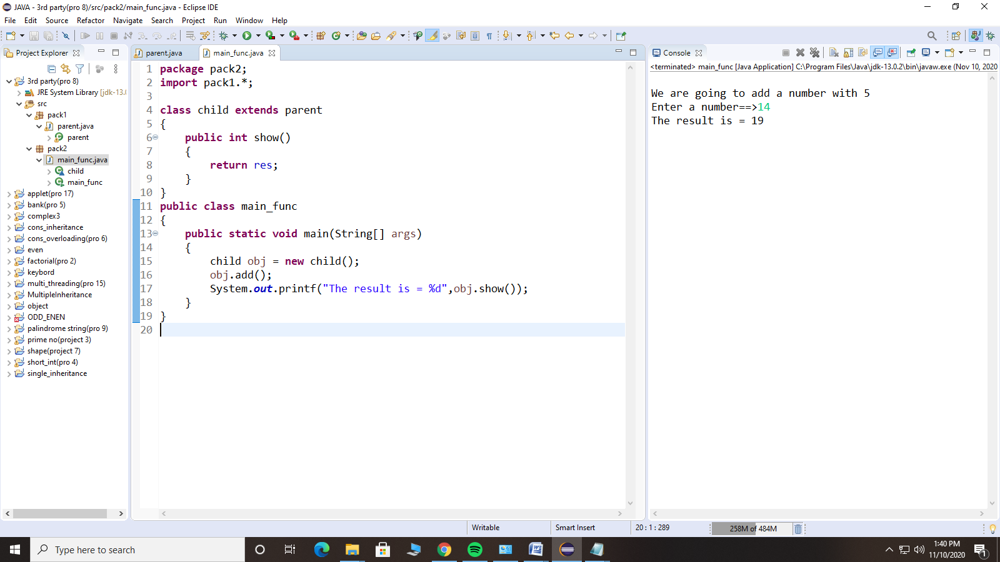 JAVA - 3rd party(pro 8)/src/pack2/main_func.java - Eclipse IDE
File Edit Source Refactor Navigate Search Project Run Window Help
Project Explorer
3rd party(pro 8)
JRE System Library [jdk-13.0
src
pack1
parent.java
parent
pack2
main_func.java
child
main_func
applet(pro 17)
bank(pro 5)
complex3
cons_inheritance
cons_overloading(pro 6)
even
factorial(pro 2)
keybord
multi_threading(pro 15)
MultipleInheritance
object
ODD_ENEN
palindrome string(pro 9)
prime no(project 3)
shape(project 7)
short_int(pro 4)
single_inheritance
parent.java main_func.java
1 package pack2;
2 import pack1.*;
3
4 class child extends parent
5 {
6 public int show()
7 {
8 return res;
9 }
10 }
11 public class main_func
12 {
13 public static void main(String[] args)
14 {
15 child obj = new child();
16 obj.add();
17 System.out.printf("The result is = %d",obj.show());
18 }
19 }
20
Console
<terminated> main_func [Java Application] C:\Program Files\Java\jdk-13.0.2\bin\javaw.exe (Nov 10, 2020
We are going to add a number with 5
Enter a number==>14
The result is = 19
Writable Smart Insert 20 : 1 : 289 258M of 484M
Type here to search
1:40 PM
11/10/2020
1